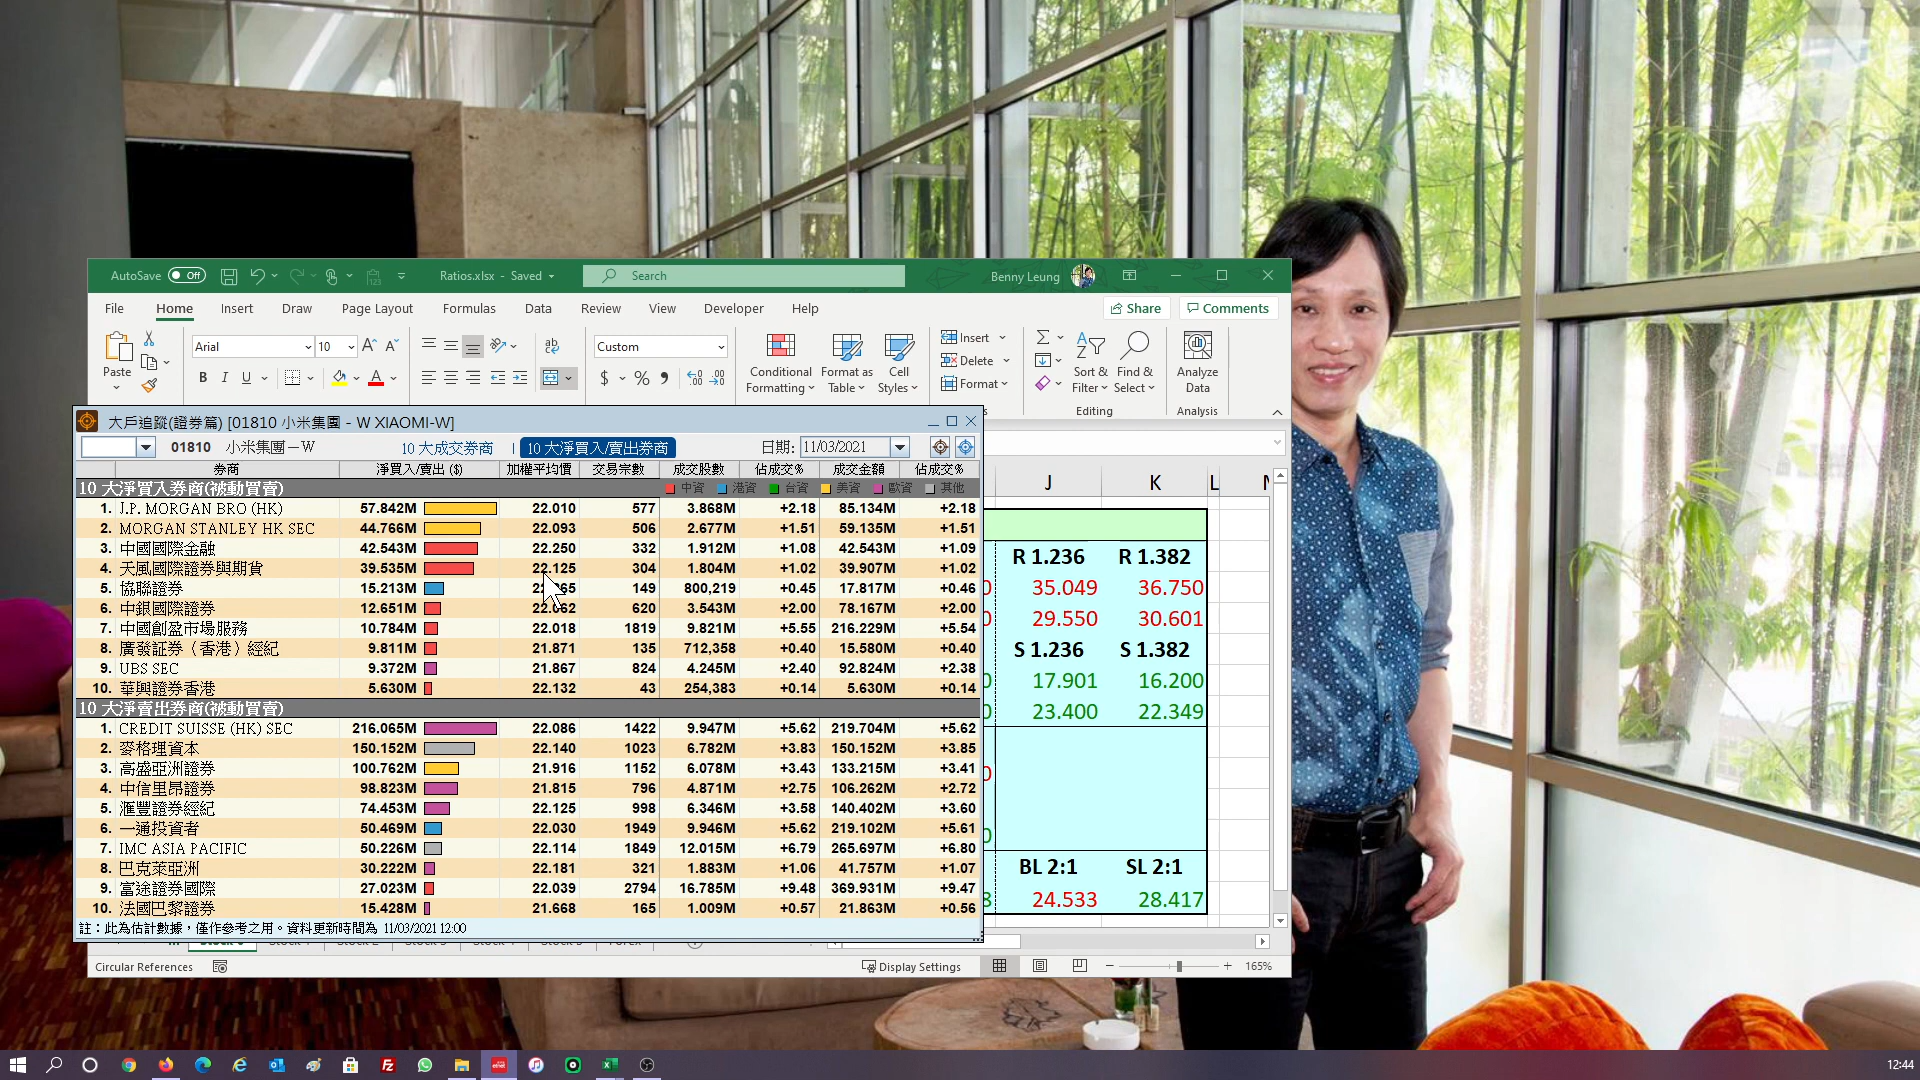 AutoSave Off Ratios.xlsx - Saved Search Benny Leung
File Home Insert Draw Page Layout Formulas Data Review View Developer Help Share Comments
Arial 10 Custom Insert
Paste Conditional Formatting Format as Table Cell Styles Delete Sort & Filter Find & Select Analyze Data
B I U Format
Editing Analysis
大戶追蹤(證券篇) [01810 小米集團 - W XIAOMI-W]
01810 小米集團－W 10 大成交券商 | 10 大淨買入/賣出券商 日期: 11/03/2021
券商 淨買入/賣出 ($) 加權平均價 交易宗數 成交股數 佔成交% 成交金額 佔成交%
10 大淨買入券商(被動買賣) 中資 港資 台資 美資 歐資 其他
1. J.P. MORGAN BRO (HK) 57.842M 22.010 577 3.868M +2.18 85.134M +2.18
2. MORGAN STANLEY HK SEC 44.766M 22.093 506 2.677M +1.51 59.135M +1.51
3. 中國國際金融 42.543M 22.250 332 1.912M +1.08 42.543M +1.09
4. 天風國際證券與期貨 39.535M 22.125 304 1.804M +1.02 39.907M +1.02
5. 協聯證券 15.213M 149 800,219 +0.45 17.817M +0.46
6. 中銀國際證券 12.651M 22.062 620 3.543M +2.00 78.167M +2.00
7. 中國創盈市場服務 10.784M 22.018 1819 9.821M +5.55 216.229M +5.54
8. 廣發証券（香港）經紀 9.811M 21.871 135 712,358 +0.40 15.580M +0.40
9. UBS SEC 9.372M 21.867 824 4.245M +2.40 92.824M +2.38
10. 華興證券香港 5.630M 22.132 43 254,383 +0.14 5.630M +0.14
10 大淨賣出券商(被動買賣)
1. CREDIT SUISSE (HK) SEC 216.065M 22.086 1422 9.947M +5.62 219.704M +5.62
2. 麥格理資本 150.152M 22.140 1023 6.782M +3.83 150.152M +3.85
3. 高盛亞洲證券 100.762M 21.916 1152 6.078M +3.43 133.215M +3.41
4. 中信里昂證券 98.823M 21.815 796 4.871M +2.75 106.262M +2.72
5. 滙豐證券經紀 74.453M 22.125 998 6.346M +3.58 140.402M +3.60
6. 一通投資者 50.469M 22.030 1949 9.946M +5.62 219.102M +5.61
7. IMC ASIA PACIFIC 50.226M 22.114 1849 12.015M +6.79 265.697M +6.80
8. 巴克萊亞洲 30.222M 22.181 321 1.883M +1.06 41.757M +1.07
9. 富途證券國際 27.023M 22.039 2794 16.785M +9.48 369.931M +9.47
10. 法國巴黎證券 15.428M 21.668 165 1.009M +0.57 21.863M +0.56
註：此為估計數據，僅作參考之用。資料更新時間為 11/03/2021 12:00
J K L
R 1.236 R 1.382
35.049 36.750
29.550 30.601
S 1.236 S 1.382
17.901 16.200
23.400 22.349
BL 2:1 SL 2:1
24.533 28.417
Circular References Display Settings 165%
12:44